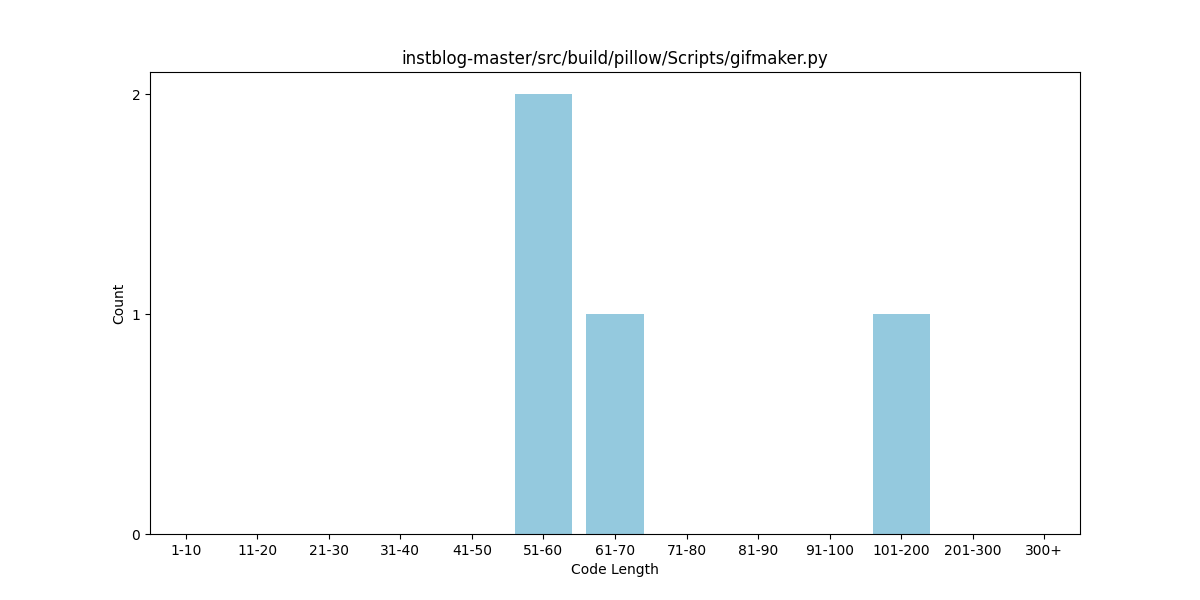 instblog-master/src/build/pillow/Scripts/gifmaker.py
2
1
0
Count
1-10 11-20 21-30 31-40 41-50 51-60 61-70 71-80 81-90 91-100 101-200 201-300 300+
Code Length